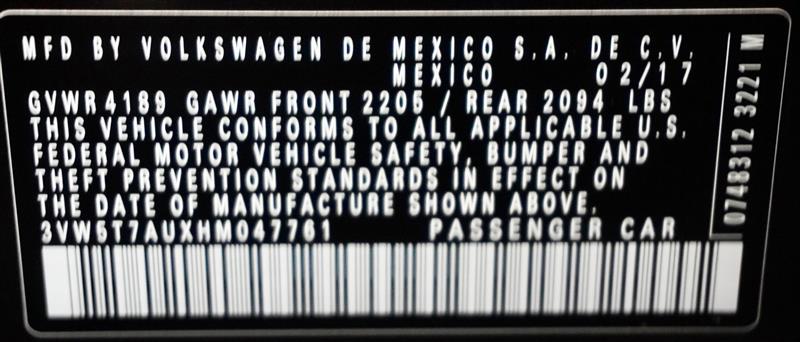 MFD BY VOLKSWAGEN DE MEXICO S.A. DE C.V.
MEXICO 02/17
GVWR 4189 GAWR FRONT 2205 / REAR 2094 LBS
THIS VEHICLE CONFORMS TO ALL APPLICABLE U.S.
FEDERAL MOTOR VEHICLE SAFETY, BUMPER AND
THEFT PREVENTION STANDARDS IN EFFECT ON
THE DATE OF MANUFACTURE SHOWN ABOVE.
3VW5T7AUXHM047761 PASSENGER CAR
0748312 3221 M